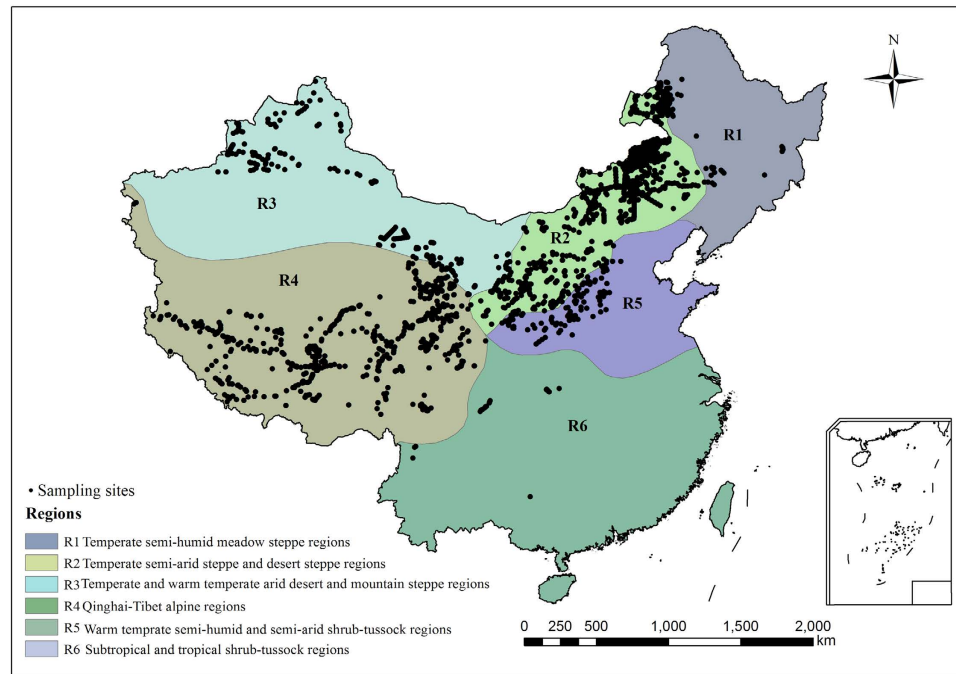 N
R1
R3
R2
R4
R5
R6
• Sampling sites
Regions
R1 Temperate semi-humid meadow steppe regions
R2 Temperate semi-arid steppe and desert steppe regions
R3 Temperate and warm temperate arid desert and mountain steppe regions
R4 Qinghai-Tibet alpine regions
R5 Warm temprate semi-humid and semi-arid shrub-tussock regions
R6 Subtropical and tropical shrub-tussock regions
0 250 500 1,000 1,500 2,000
km